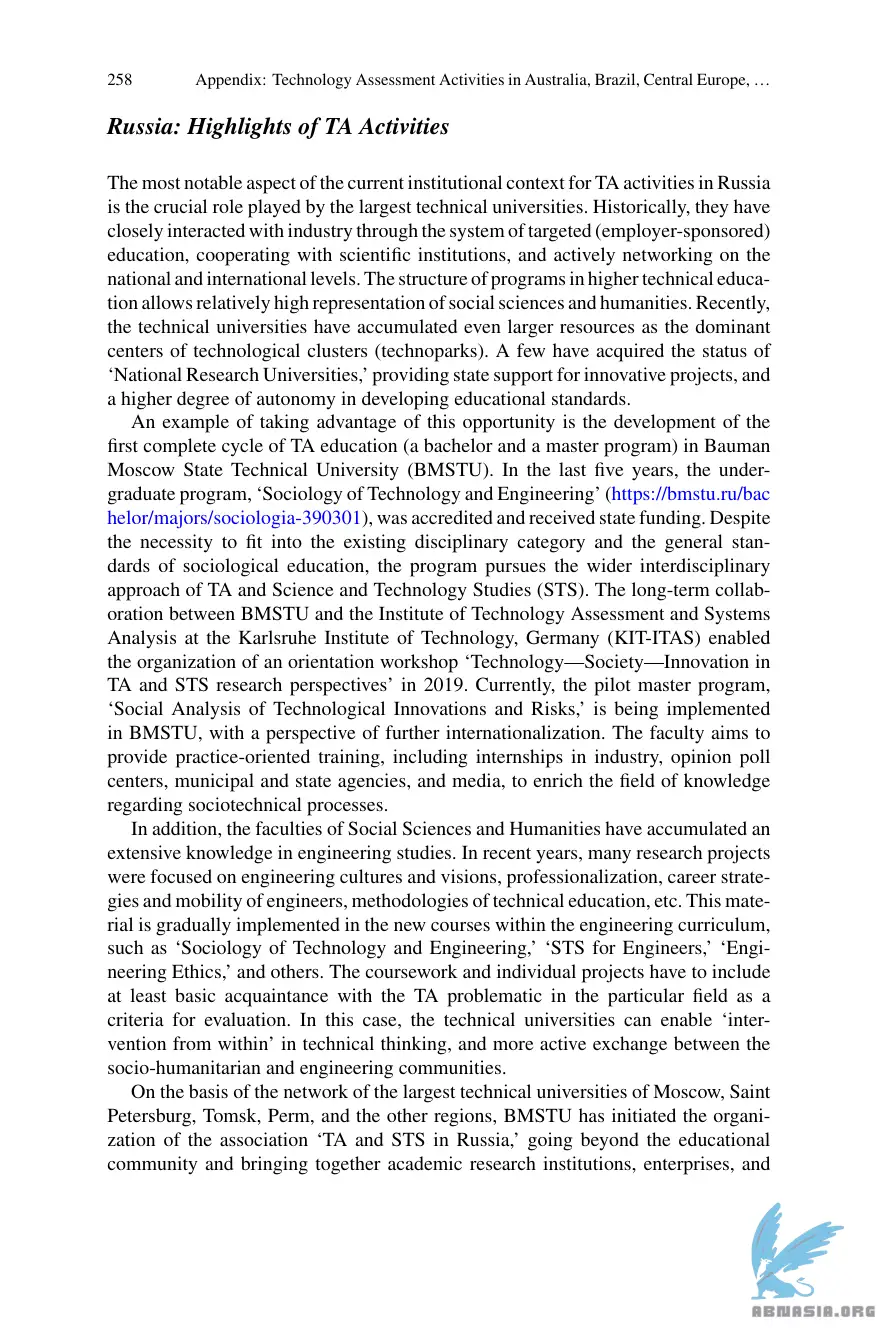 258 Appendix: Technology Assessment Activities in Australia, Brazil, Central Europe, …
Russia: Highlights of TA Activities
The most notable aspect of the current institutional context for TA activities in Russia
is the crucial role played by the largest technical universities. Historically, they have
closely interacted with industry through the system of targeted (employer-sponsored)
education, cooperating with scientific institutions, and actively networking on the
national and international levels. The structure of programs in higher technical educa-
tion allows relatively high representation of social sciences and humanities. Recently,
the technical universities have accumulated even larger resources as the dominant
centers of technological clusters (technoparks). A few have acquired the status of
‘National Research Universities,’ providing state support for innovative projects, and
a higher degree of autonomy in developing educational standards.
An example of taking advantage of this opportunity is the development of the
first complete cycle of TA education (a bachelor and a master program) in Bauman
Moscow State Technical University (BMSTU). In the last five years, the under-
graduate program, ‘Sociology of Technology and Engineering’ (https://bmstu.ru/bac
helor/majors/sociologia-390301), was accredited and received state funding. Despite
the necessity to fit into the existing disciplinary category and the general stan-
dards of sociological education, the program pursues the wider interdisciplinary
approach of TA and Science and Technology Studies (STS). The long-term collab-
oration between BMSTU and the Institute of Technology Assessment and Systems
Analysis at the Karlsruhe Institute of Technology, Germany (KIT-ITAS) enabled
the organization of an orientation workshop ‘Technology—Society—Innovation in
TA and STS research perspectives’ in 2019. Currently, the pilot master program,
‘Social Analysis of Technological Innovations and Risks,’ is being implemented
in BMSTU, with a perspective of further internationalization. The faculty aims to
provide practice-oriented training, including internships in industry, opinion poll
centers, municipal and state agencies, and media, to enrich the field of knowledge
regarding sociotechnical processes.
In addition, the faculties of Social Sciences and Humanities have accumulated an
extensive knowledge in engineering studies. In recent years, many research projects
were focused on engineering cultures and visions, professionalization, career strate-
gies and mobility of engineers, methodologies of technical education, etc. This mate-
rial is gradually implemented in the new courses within the engineering curriculum,
such as ‘Sociology of Technology and Engineering,’ ‘STS for Engineers,’ ‘Engi-
neering Ethics,’ and others. The coursework and individual projects have to include
at least basic acquaintance with the TA problematic in the particular field as a
criteria for evaluation. In this case, the technical universities can enable ‘inter-
vention from within’ in technical thinking, and more active exchange between the
socio-humanitarian and engineering communities.
On the basis of the network of the largest technical universities of Moscow, Saint
Petersburg, Tomsk, Perm, and the other regions, BMSTU has initiated the organi-
zation of the association ‘TA and STS in Russia,’ going beyond the educational
community and bringing together academic research institutions, enterprises, and
ABNASIA.ORG